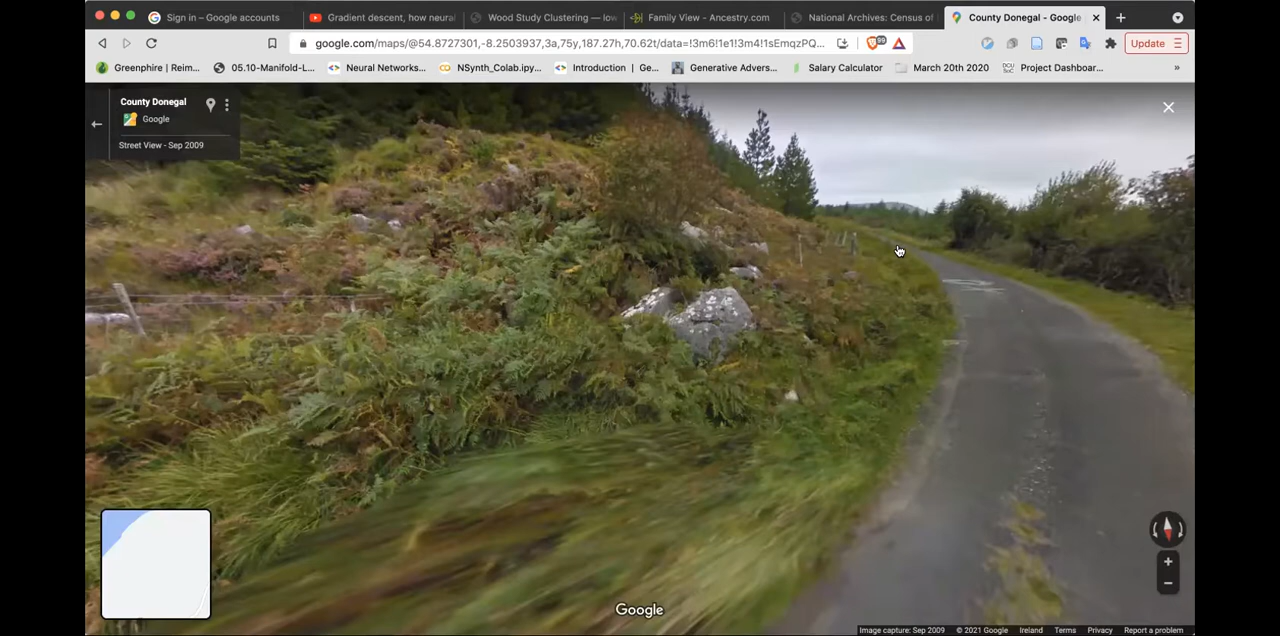 Sign in – Google accounts
Gradient descent, how neural
Wood Study Clustering — low
Family View - Ancestry.com
National Archives: Census of
County Donegal - Google
google.com/maps/@54.8727301,-8.2503937,3a,75y,187.27h,70.62t/data=!3m6!1e1!3m4!1sEmqzPQ...
99
Update
Greenphire | Reim...
05.10-Manifold-L...
Neural Networks...
NSynth_Colab.ipy...
Introduction | Ge...
Generative Advers...
Salary Calculator
March 20th 2020
Project Dashboar...
»
County Donegal
Google
Street View - Sep 2009
Google
Image capture: Sep 2009 © 2021 Google Ireland Terms Privacy Report a problem